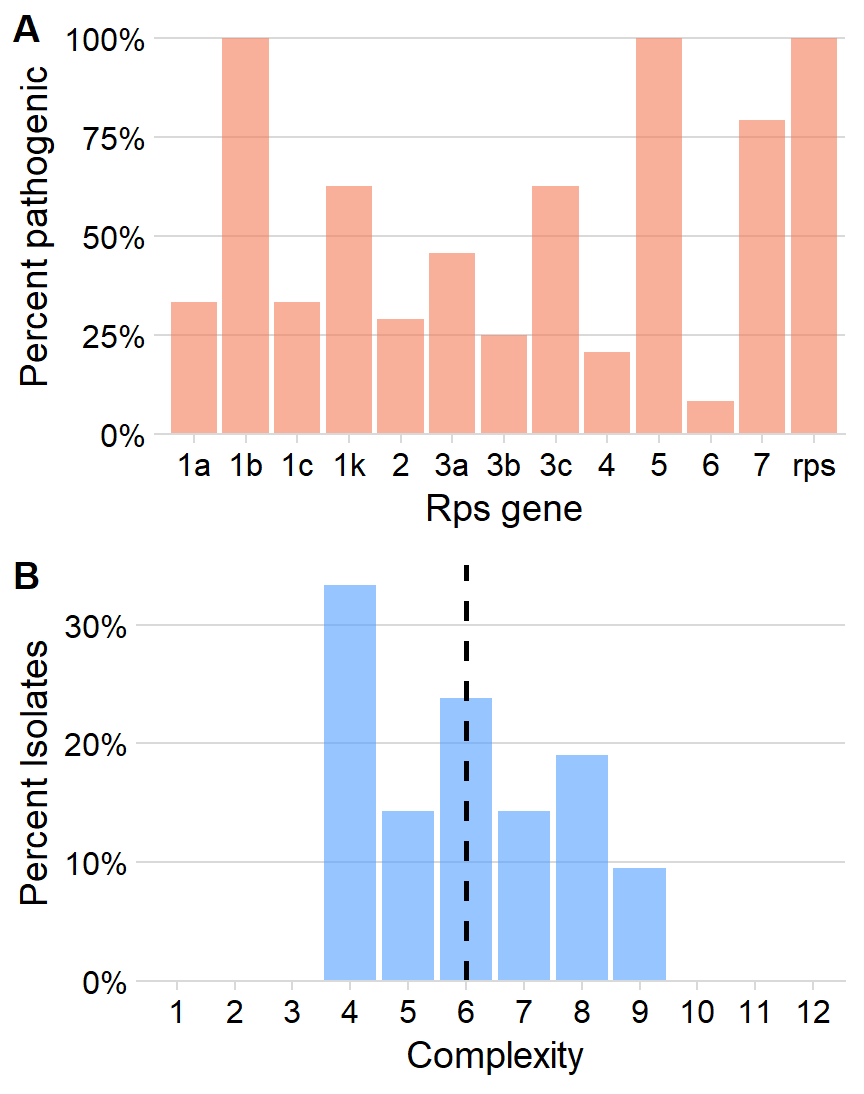 A
Percent pathogenic
100%
75%
50%
25%
0%
1a 1b 1c 1k 2 3a 3b 3c 4 5 6 7 rps
Rps gene
B
Percent Isolates
30%
20%
10%
0%
1 2 3 4 5 6 7 8 9 10 11 12
Complexity